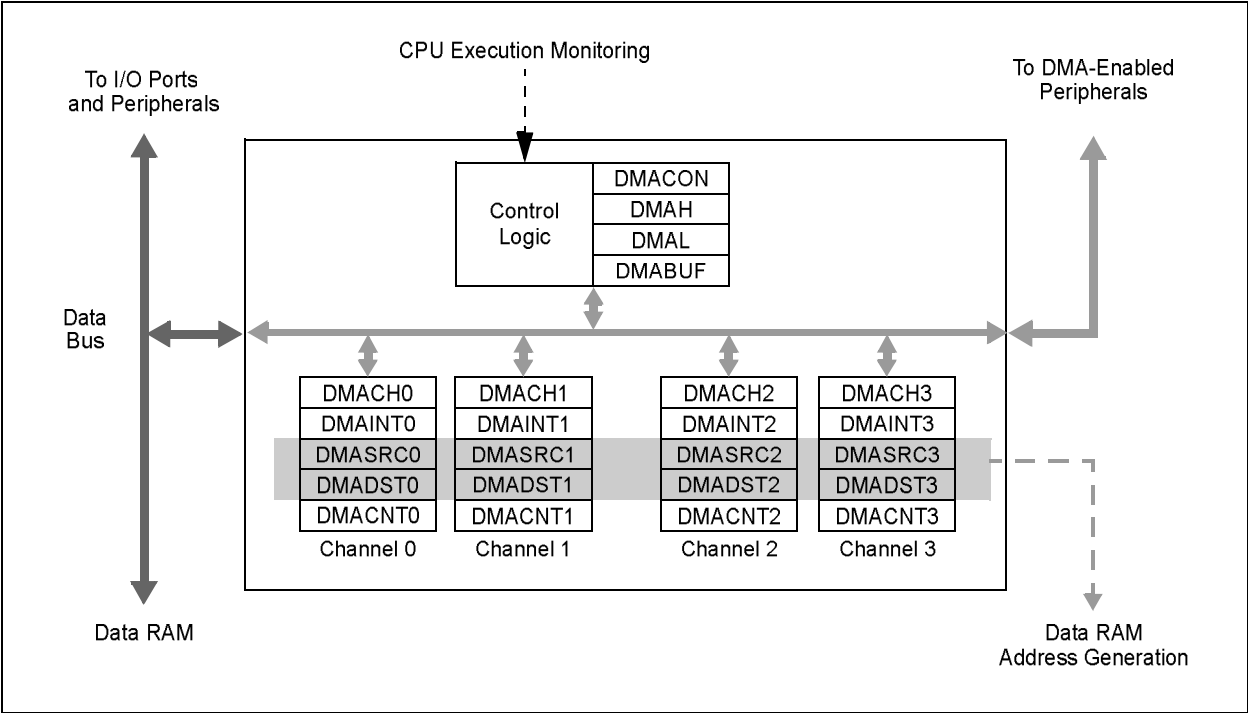 CPU Execution Monitoring
To I/O Ports
and Peripherals
To DMA-Enabled
Peripherals
Control
Logic
DMACON
DMAH
DMAL
DMABUF
Data
Bus
DMACH0
DMAINT0
DMASRC0
DMADST0
DMACNT0
Channel 0
DMACH1
DMAINT1
DMASRC1
DMADST1
DMACNT1
Channel 1
DMACH2
DMAINT2
DMASRC2
DMADST2
DMACNT2
Channel 2
DMACH3
DMAINT3
DMASRC3
DMADST3
DMACNT3
Channel 3
Data RAM
Data RAM
Address Generation